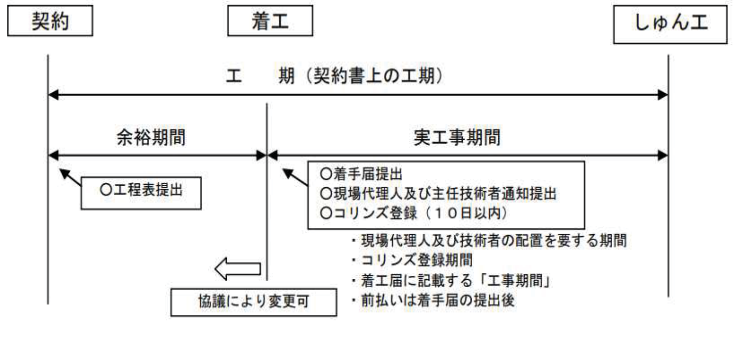 契約
着工
しゅん工
工　　期（契約書上の工期）
余裕期間
実工事期間
〇工程表提出
〇着手届提出
〇現場代理人及び主任技術者通知提出
〇コリンズ登録（１０日以内）
・現場代理人及び技術者の配置を要する期間
・コリンズ登録期間
・着工届に記載する「工事期間」
・前払いは着手届の提出後
協議により変更可